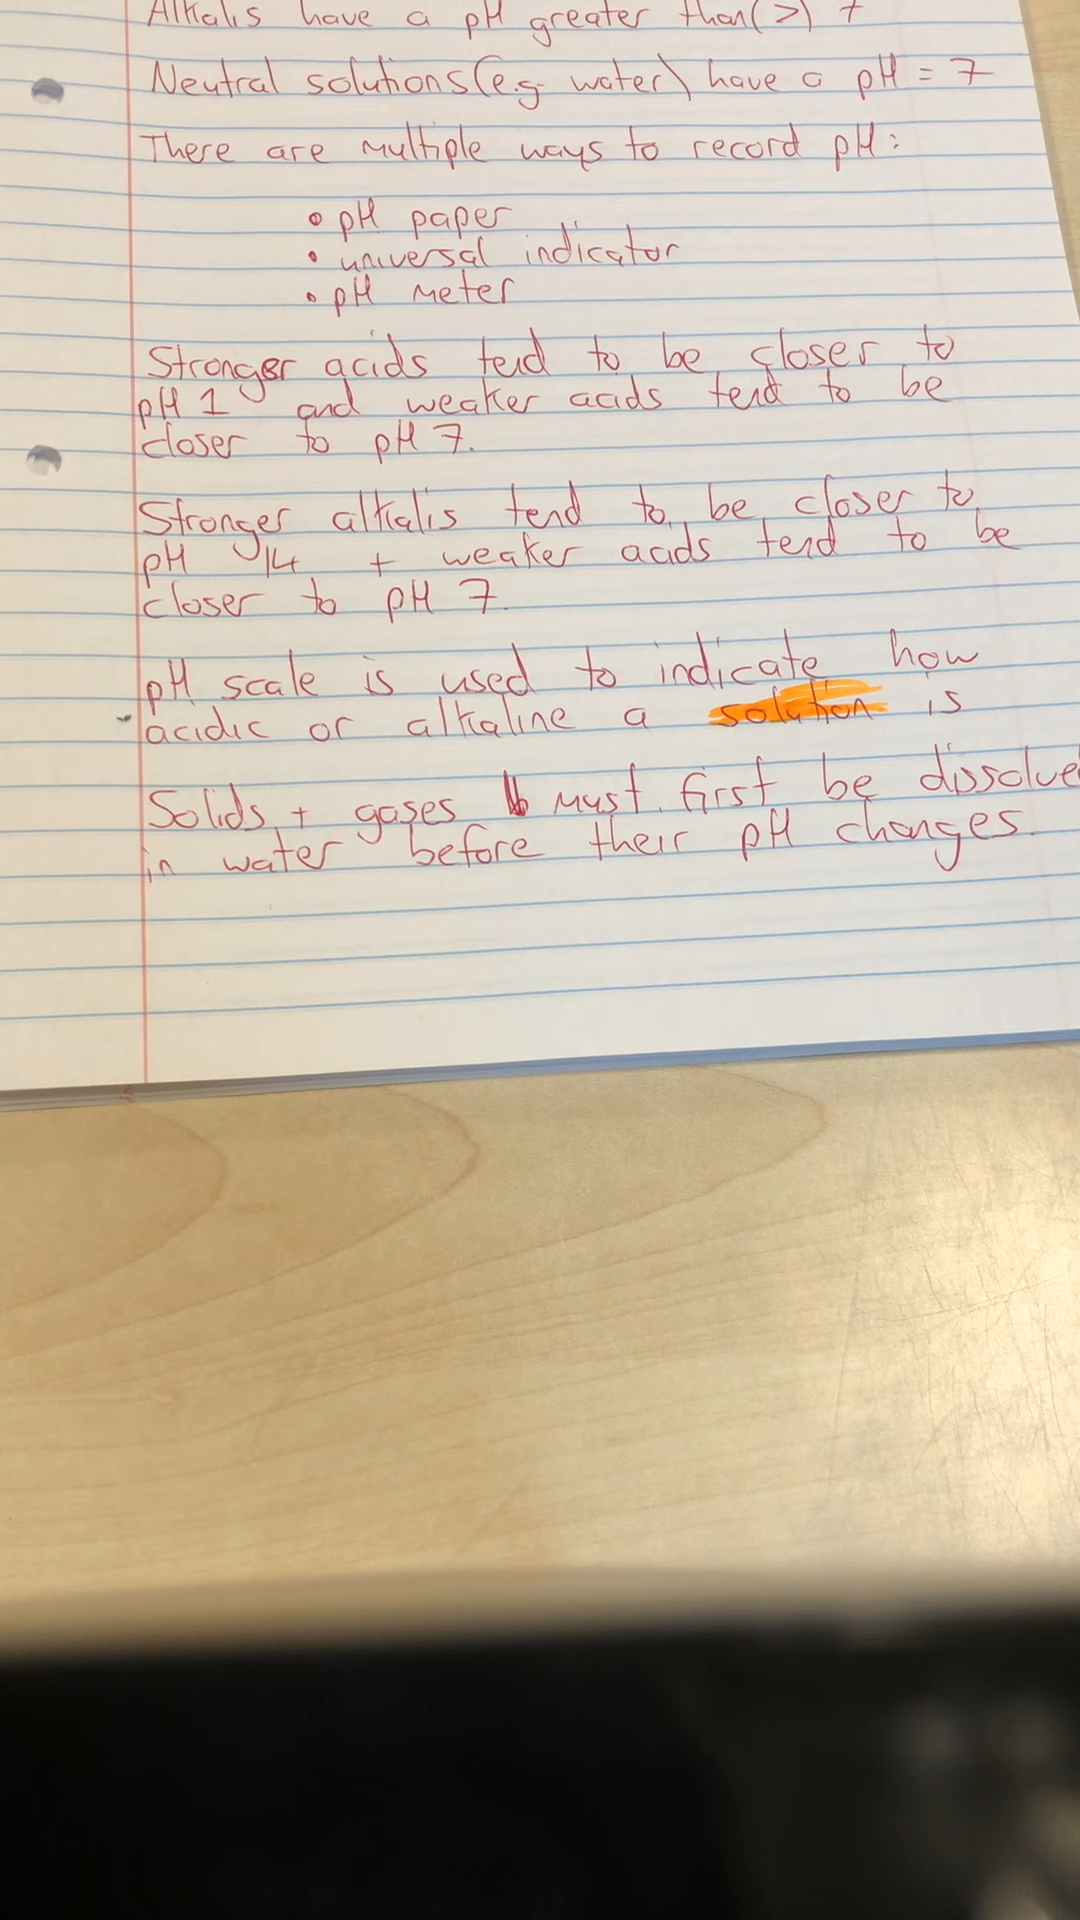 Alkalis have a pH greater than (>) 7
Neutral solutions (e.g. water) have a pH = 7
There are multiple ways to record pH:
• pH paper
• universal indicator
• pH meter
Stronger acids tend to be closer to
pH 1 and weaker acids tend to be
closer to pH 7.
Stronger alkalis tend to be closer to
pH 14 + weaker acids tend to be
closer to pH 7.
pH scale is used to indicate how
acidic or alkaline a solution is
Solids + gases must first be dissolve
in water before their pH changes.